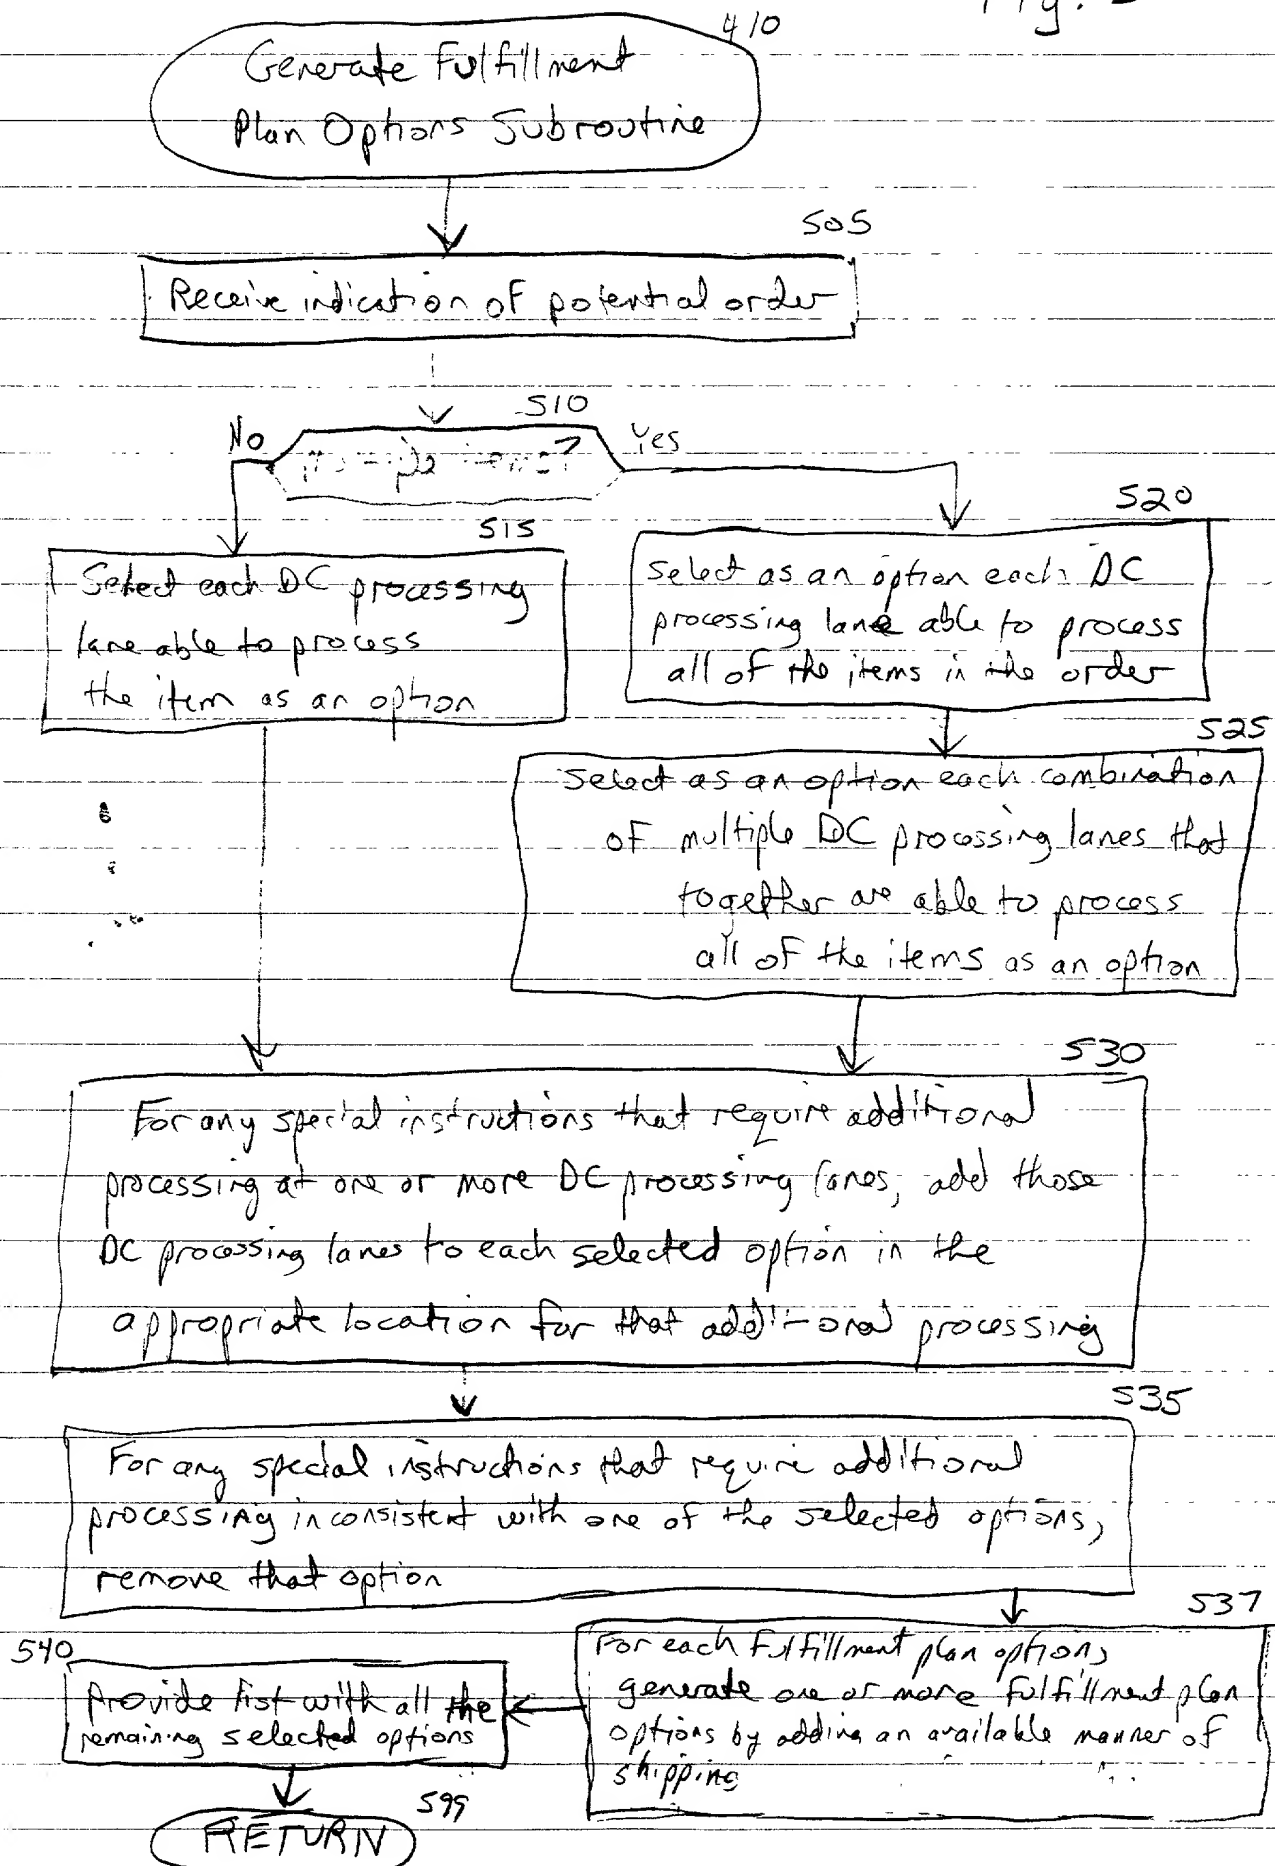 Fig.
410
Generate Fulfillment
Plan Options Subroutine
505
Receive indication of potential order
510
No
Yes
515
Select each DC processing
lane able to process
the item as an option
520
Select as an option each DC
processing lane able to process
all of the items in the order
525
Select as an option each combination
of multiple DC processing lanes that
together are able to process
all of the items as an option
530
For any special instructions that require additional
processing at one or more DC processing lanes, add those
DC processing lanes to each selected option in the
appropriate location for that additional processing
535
For any special instructions that require additional
processing inconsistent with one of the selected options,
remove that option
537
For each fulfillment plan options,
generate one or more fulfillment plan
options by adding an available manner of
shipping
540
Provide list with all the
remaining selected options
599
RETURN